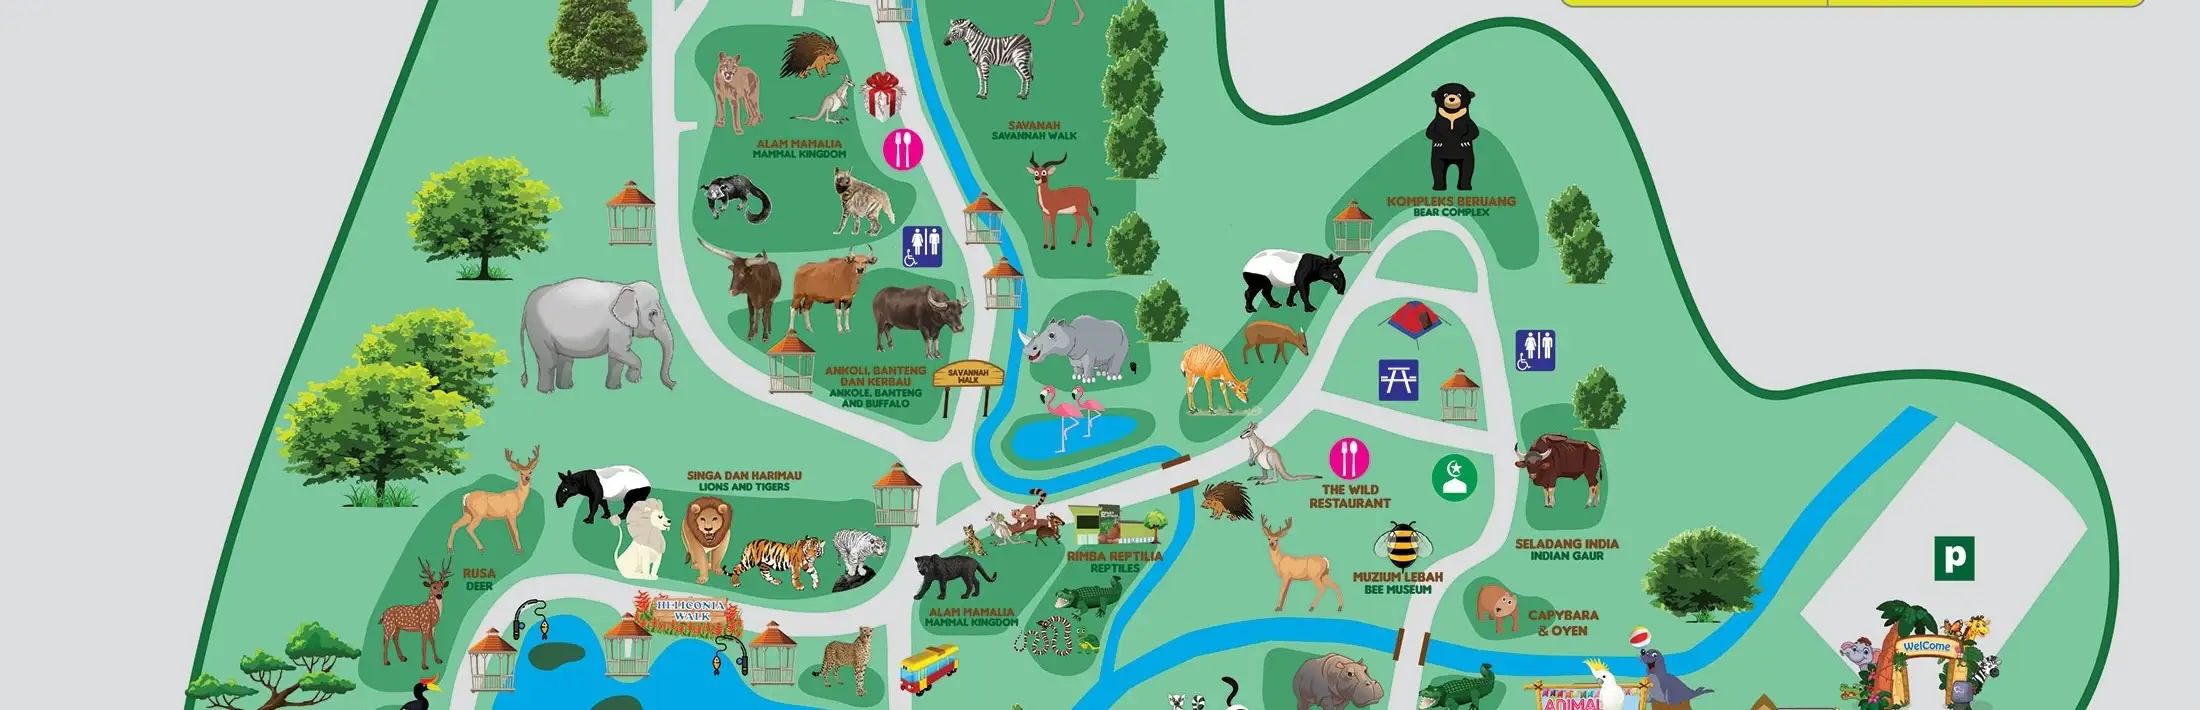 SAVANAH
SAVANNAH WALK
ALAM MAMALIA
MAMMAL KINGDOM
KOMPLEKS BERUANG
BEAR COMPLEX
ANKOLI, BANTENG
DAN KERBAU
ANKOLE, BANTENG
AND BUFFALO
SAVANNAH
WALK
SINGA DAN HARIMAU
LIONS AND TIGERS
THE WILD
RESTAURANT
RUSA
DEER
RIMBA REPTILIA
REPTILES
SELADANG INDIA
INDIAN GAUR
P
MUZIUM LEBAH
BEE MUSEUM
HELICONIA
WALK
ALAM MAMALIA
MAMMAL KINGDOM
CAPYBARA
& OYEN
WelCome
ANIMAL